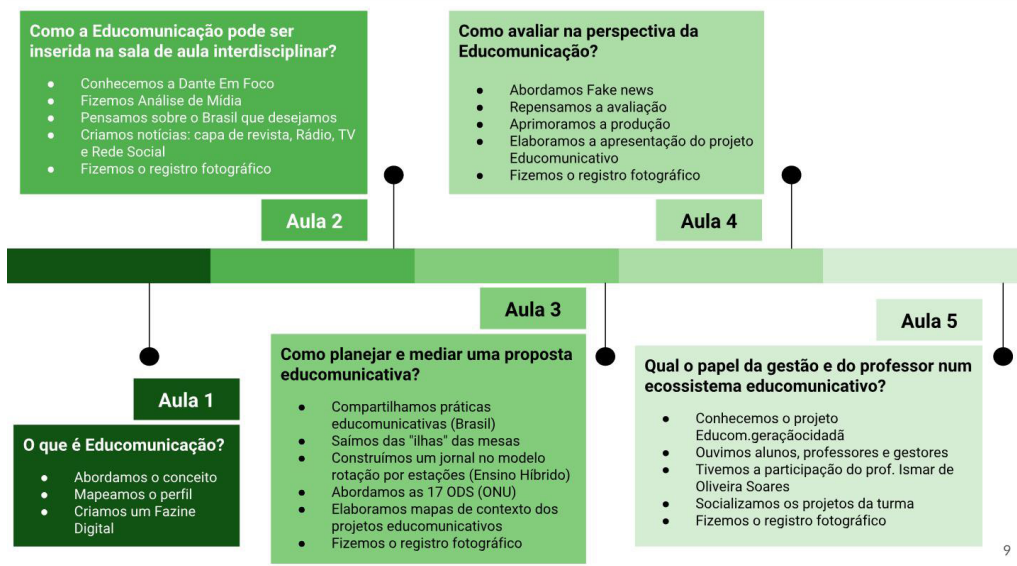 Como a Educomunicação pode ser
inserida na sala de aula interdisciplinar?
● Conhecemos a Dante Em Foco
● Fizemos Análise de Mídia
● Pensamos sobre o Brasil que desejamos
● Criamos notícias: capa de revista, Rádio, TV
e Rede Social
● Fizemos o registro fotográfico
Aula 2
Como avaliar na perspectiva da
Educomunicação?
● Abordamos Fake news
● Repensamos a avaliação
● Aprimoramos a produção
● Elaboramos a apresentação do projeto
Educomunicativo
● Fizemos o registro fotográfico
Aula 4
Aula 1
O que é Educomunicação?
● Abordamos o conceito
● Mapeamos o perfil
● Criamos um Fazine
Digital
Aula 3
Como planejar e mediar uma proposta
educomunicativa?
● Compartilhamos práticas
educomunicativas (Brasil)
● Saímos das "ilhas" das mesas
● Construímos um jornal no modelo
rotação por estações (Ensino Híbrido)
● Abordamos as 17 ODS (ONU)
● Elaboramos mapas de contexto dos
projetos educomunicativos
● Fizemos o registro fotográfico
Aula 5
Qual o papel da gestão e do professor num
ecossistema educomunicativo?
● Conhecemos o projeto
Educom.geraçãocidadã
● Ouvimos alunos, professores e gestores
● Tivemos a participação do prof. Ismar de
Oliveira Soares
● Socializamos os projetos da turma
● Fizemos o registro fotográfico
9